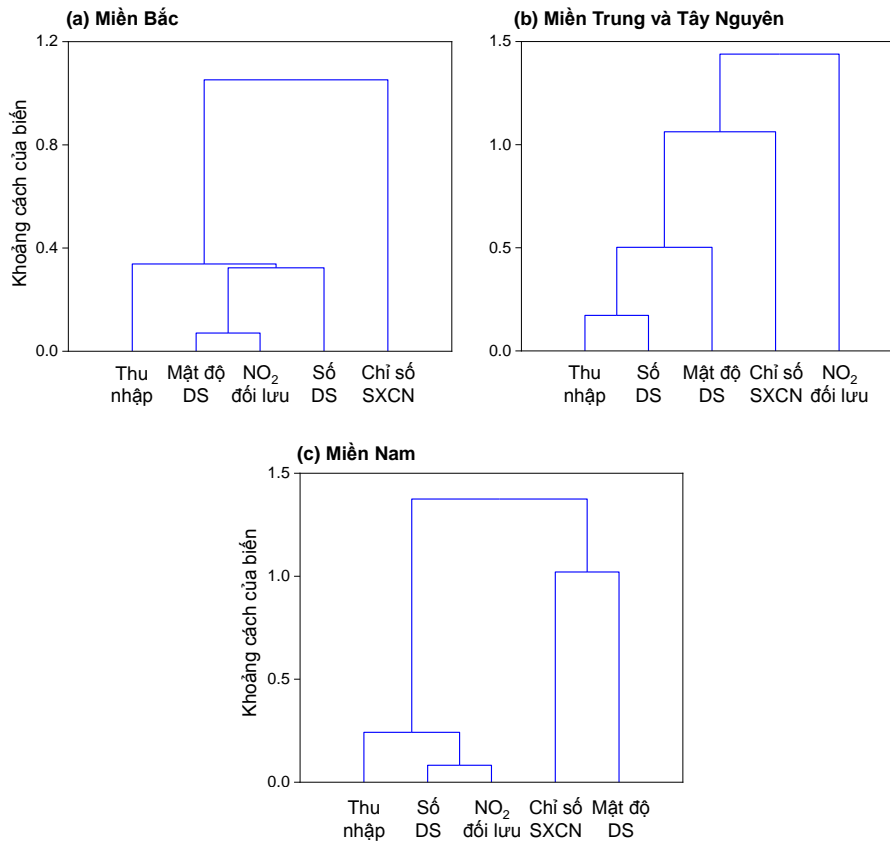 (a) Miền Bắc
Khoảng cách của biến
1.2
0.8
0.4
0.0
Thu nhập
Mật độ DS
NO₂ đối lưu
Số DS
Chỉ số SXCN
(b) Miền Trung và Tây Nguyên
1.5
1.0
0.5
0.0
Thu nhập
Số DS
Mật độ DS
Chỉ số SXCN
NO₂ đối lưu
(c) Miền Nam
Khoảng cách của biến
1.5
1.0
0.5
0.0
Thu nhập
Số DS
NO₂ đối lưu
Chỉ số SXCN
Mật độ DS